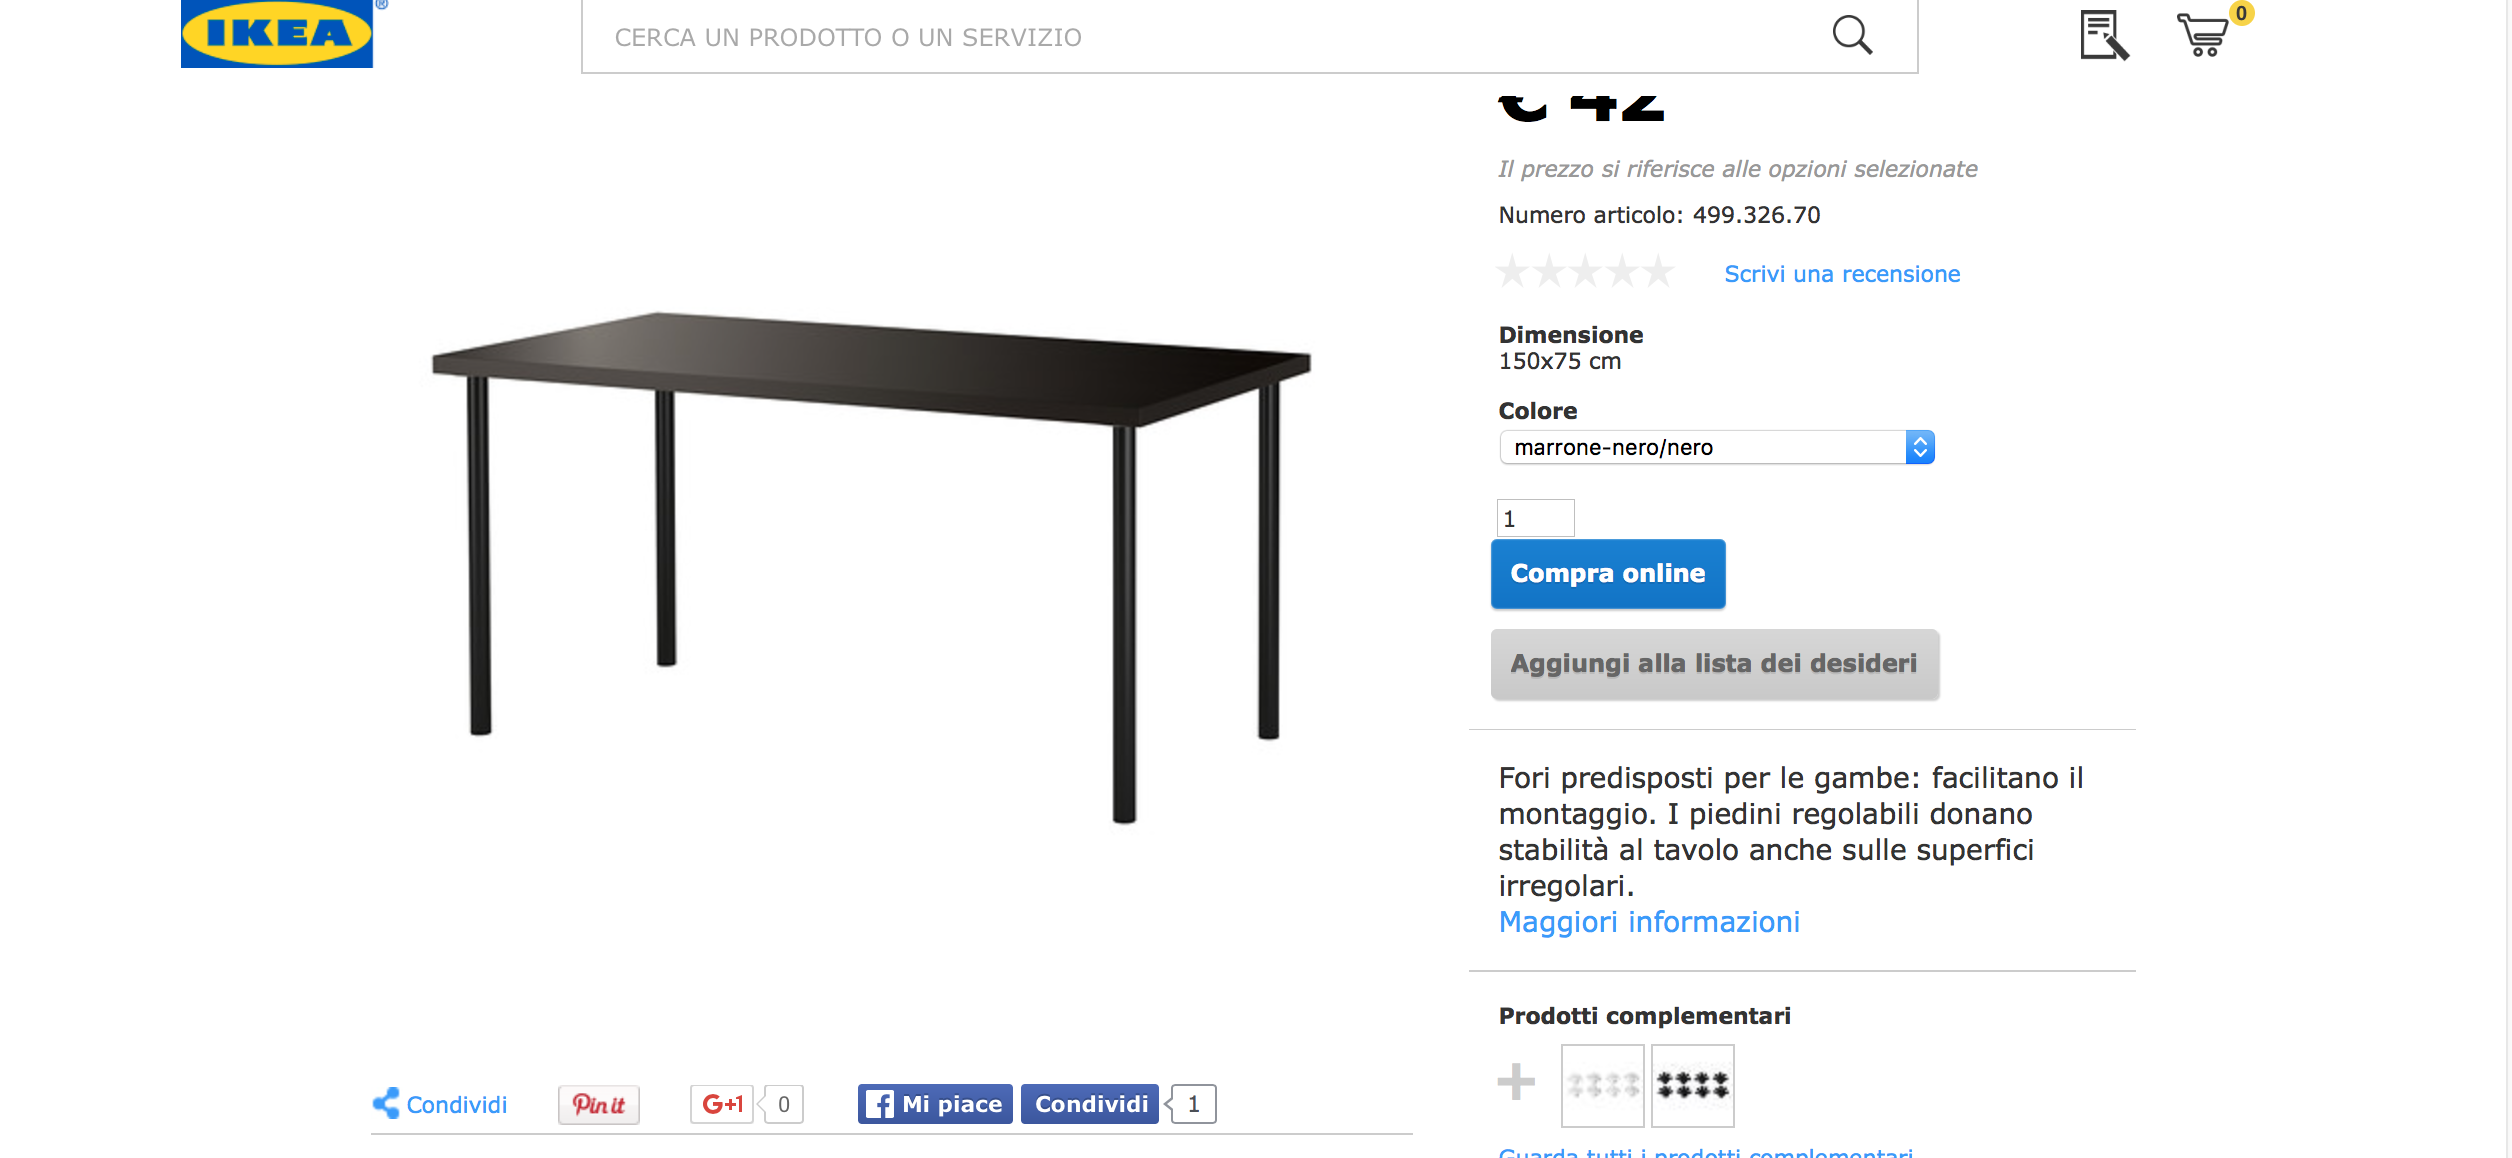 IKEA®
CERCA UN PRODOTTO O UN SERVIZIO
0
€ 42
Il prezzo si riferisce alle opzioni selezionate
Numero articolo: 499.326.70
Scrivi una recensione
Dimensione
150x75 cm
Colore
marrone-nero/nero
1
Compra online
Aggiungi alla lista dei desideri
Fori predisposti per le gambe: facilitano il
montaggio. I piedini regolabili donano
stabilità al tavolo anche sulle superfici
irregolari.
Maggiori informazioni
Prodotti complementari
Guarda tutti i prodotti complementari
Condividi
Pin it
G+1
0
Mi piace
Condividi
1